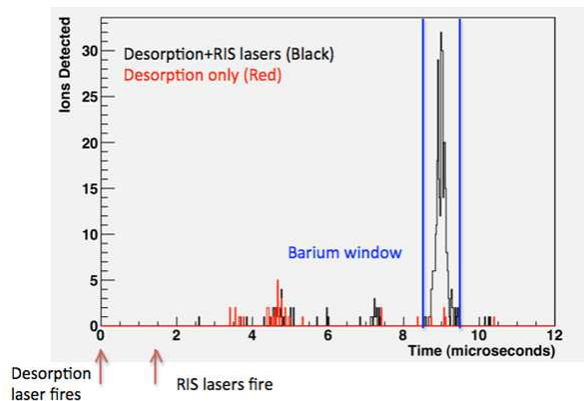 Ions Detected
30
25
20
15
10
5
0
Desorption+RIS lasers (Black)
Desorption only (Red)
Barium window
0 2 4 6 8 10 12
Time (microseconds)
Desorption
laser fires
RIS lasers fire